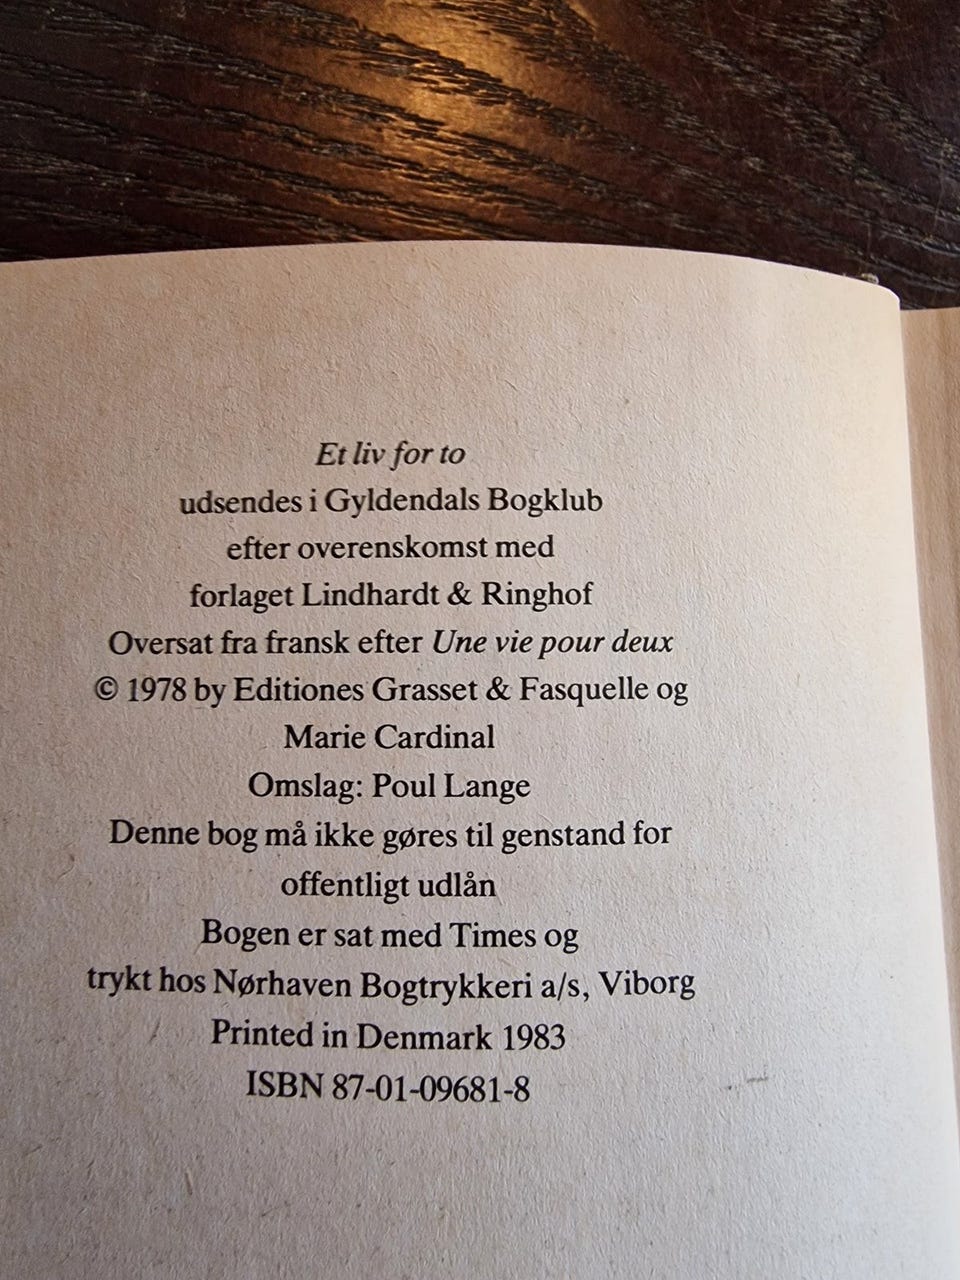 Et liv for to
udsendes i Gyldendals Bogklub
efter overenskomst med
forlaget Lindhardt & Ringhof
Oversat fra fransk efter Une vie pour deux
© 1978 by Editiones Grasset & Fasquelle og
Marie Cardinal
Omslag: Poul Lange
Denne bog må ikke gøres til genstand for
offentligt udlån
Bogen er sat med Times og
trykt hos Nørhaven Bogtrykkeri a/s, Viborg
Printed in Denmark 1983
ISBN 87-01-09681-8